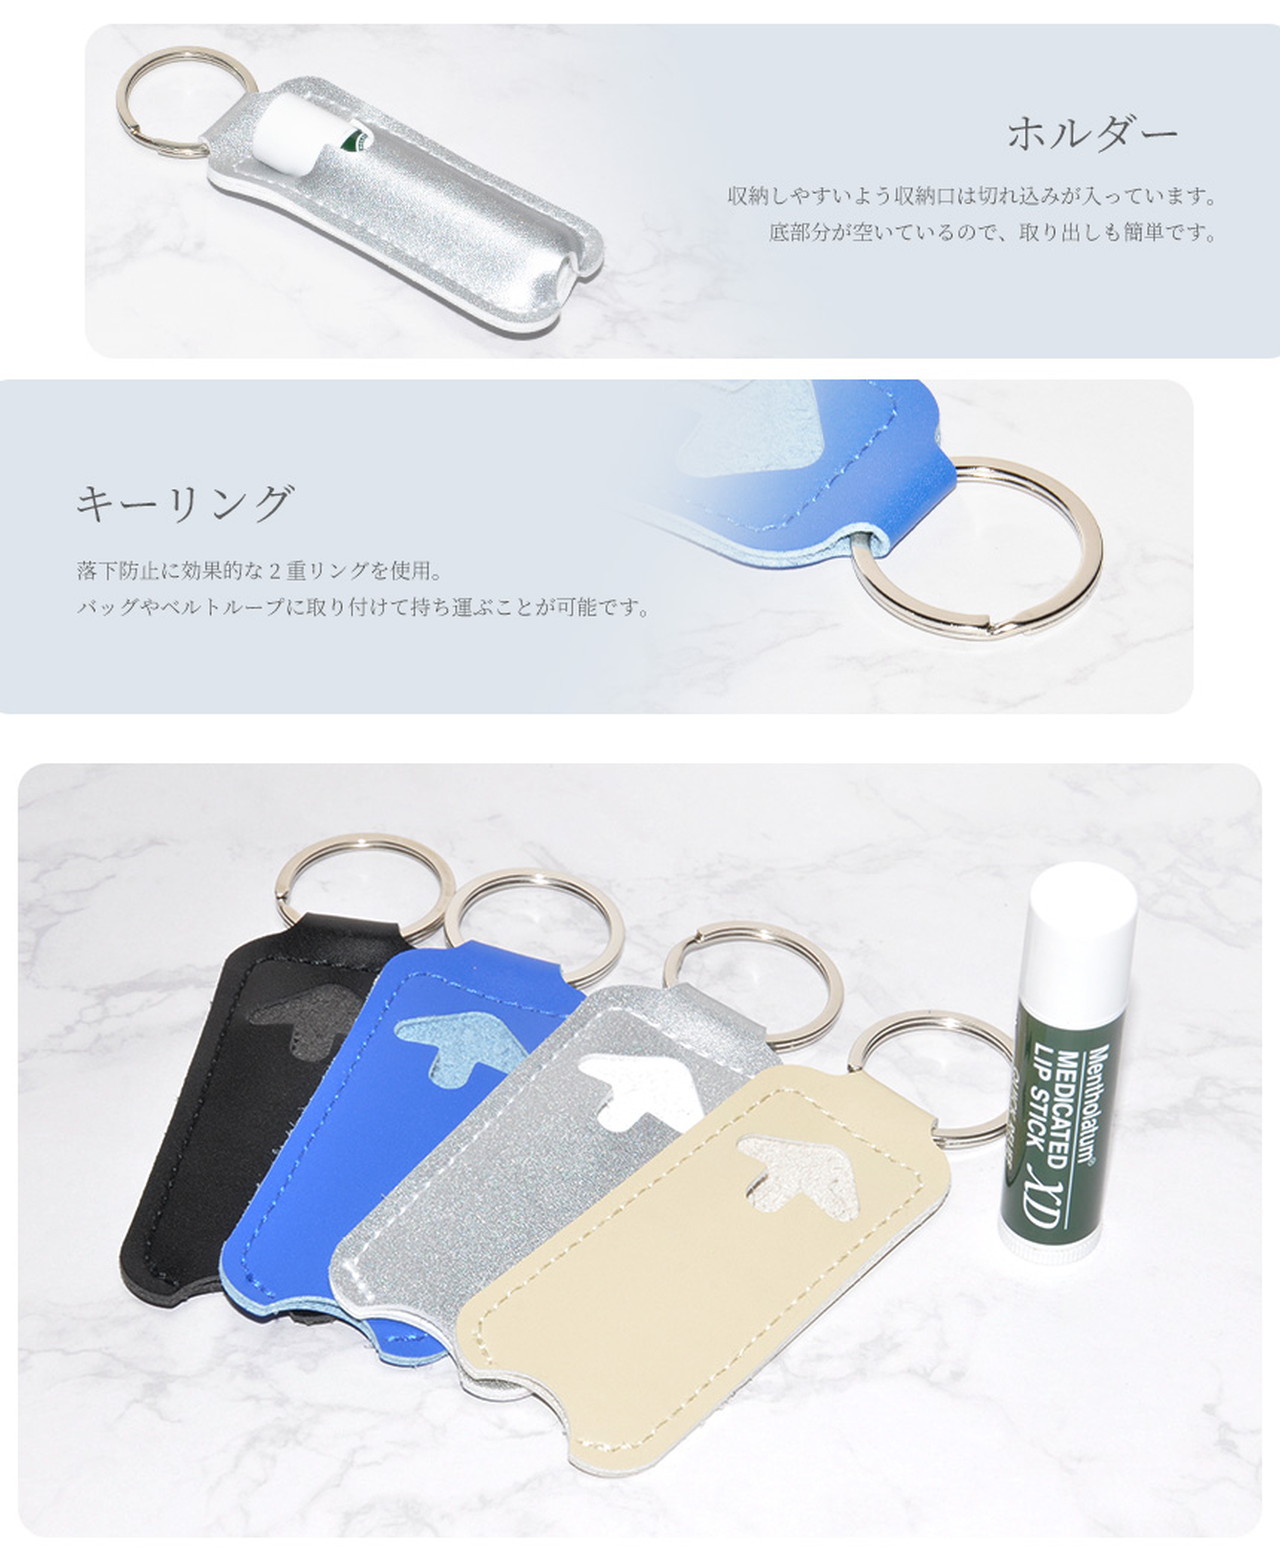 ホルダー
収納しやすいよう収納口は切れ込みが入っています。
底部分が空いているので、取り出しも簡単です。
キーリング
落下防止に効果的な2重リングを使用。
バッグやベルトループに取り付けて持ち運ぶことが可能です。
Mentholatum®
MEDICATED
LIP STICK XD